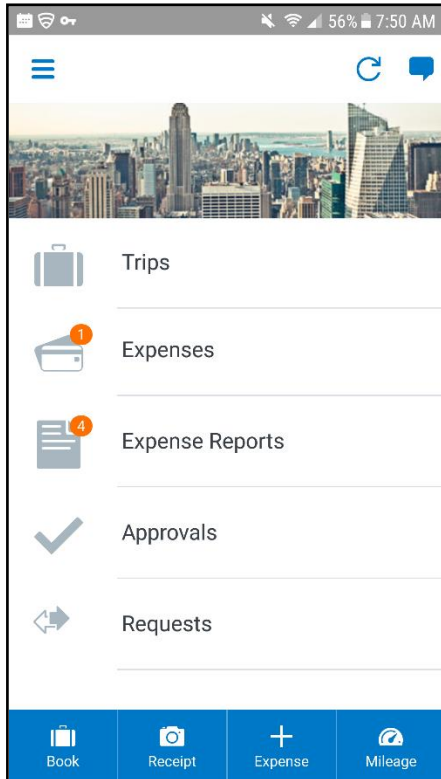 56% 7:50 AM
Trips
1
Expenses
4
Expense Reports
Approvals
Requests
Book Receipt Expense Mileage